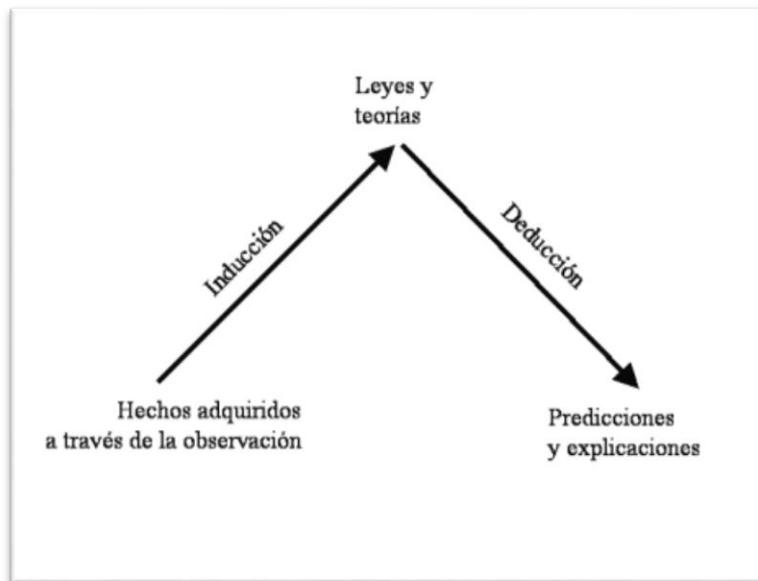 Leyes y
teorías
Inducción
Deducción
Hechos adquiridos
a través de la observación
Predicciones
y explicaciones